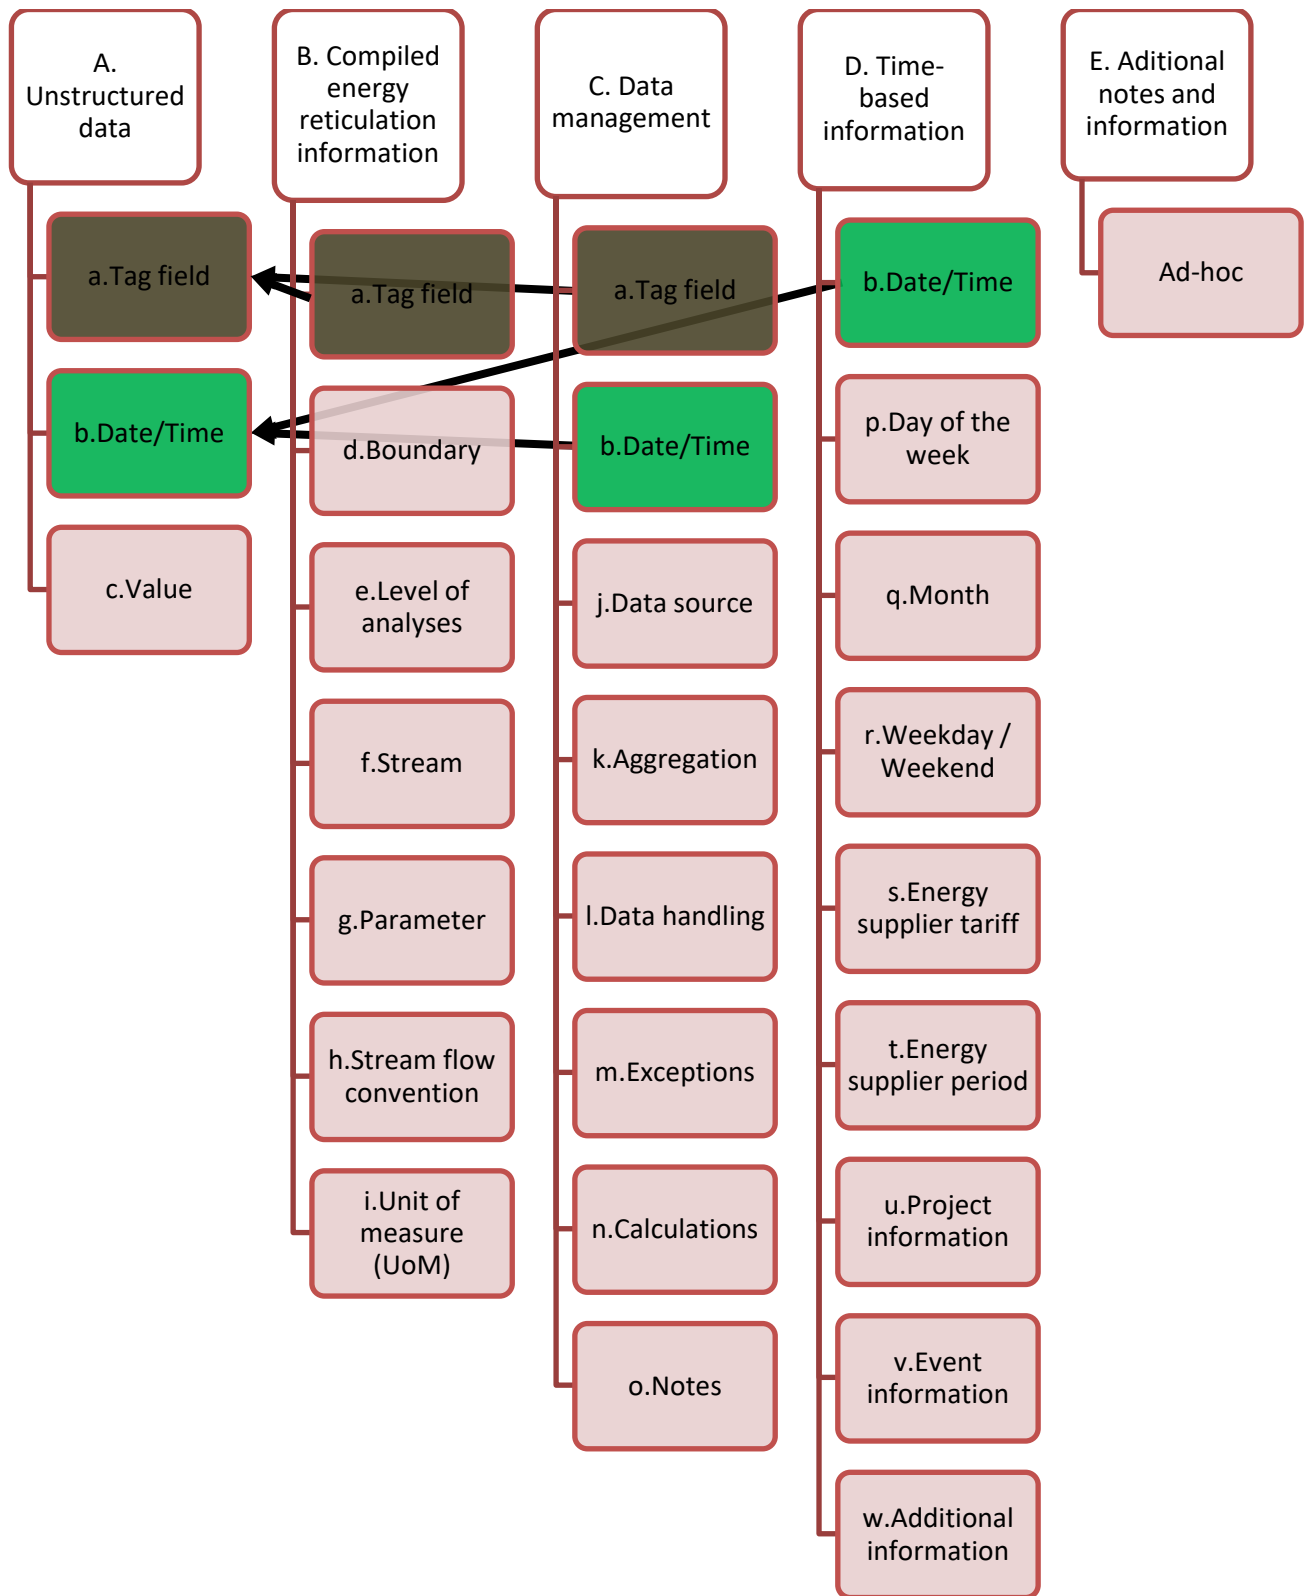 A.
Unstructured
data
a.Tag field
b.Date/Time
c.Value
B. Compiled
energy
reticulation
information
a.Tag field
d.Boundary
e.Level of
analyses
f.Stream
g.Parameter
h.Stream flow
convention
i.Unit of
measure
(UoM)
C. Data
management
a.Tag field
b.Date/Time
j.Data source
k.Aggregation
l.Data handling
m.Exceptions
n.Calculations
o.Notes
D. Time-
based
information
b.Date/Time
p.Day of the
week
q.Month
r.Weekday /
Weekend
s.Energy
supplier tariff
t.Energy
supplier period
u.Project
information
v.Event
information
w.Additional
information
E. Aditional
notes and
information
Ad-hoc